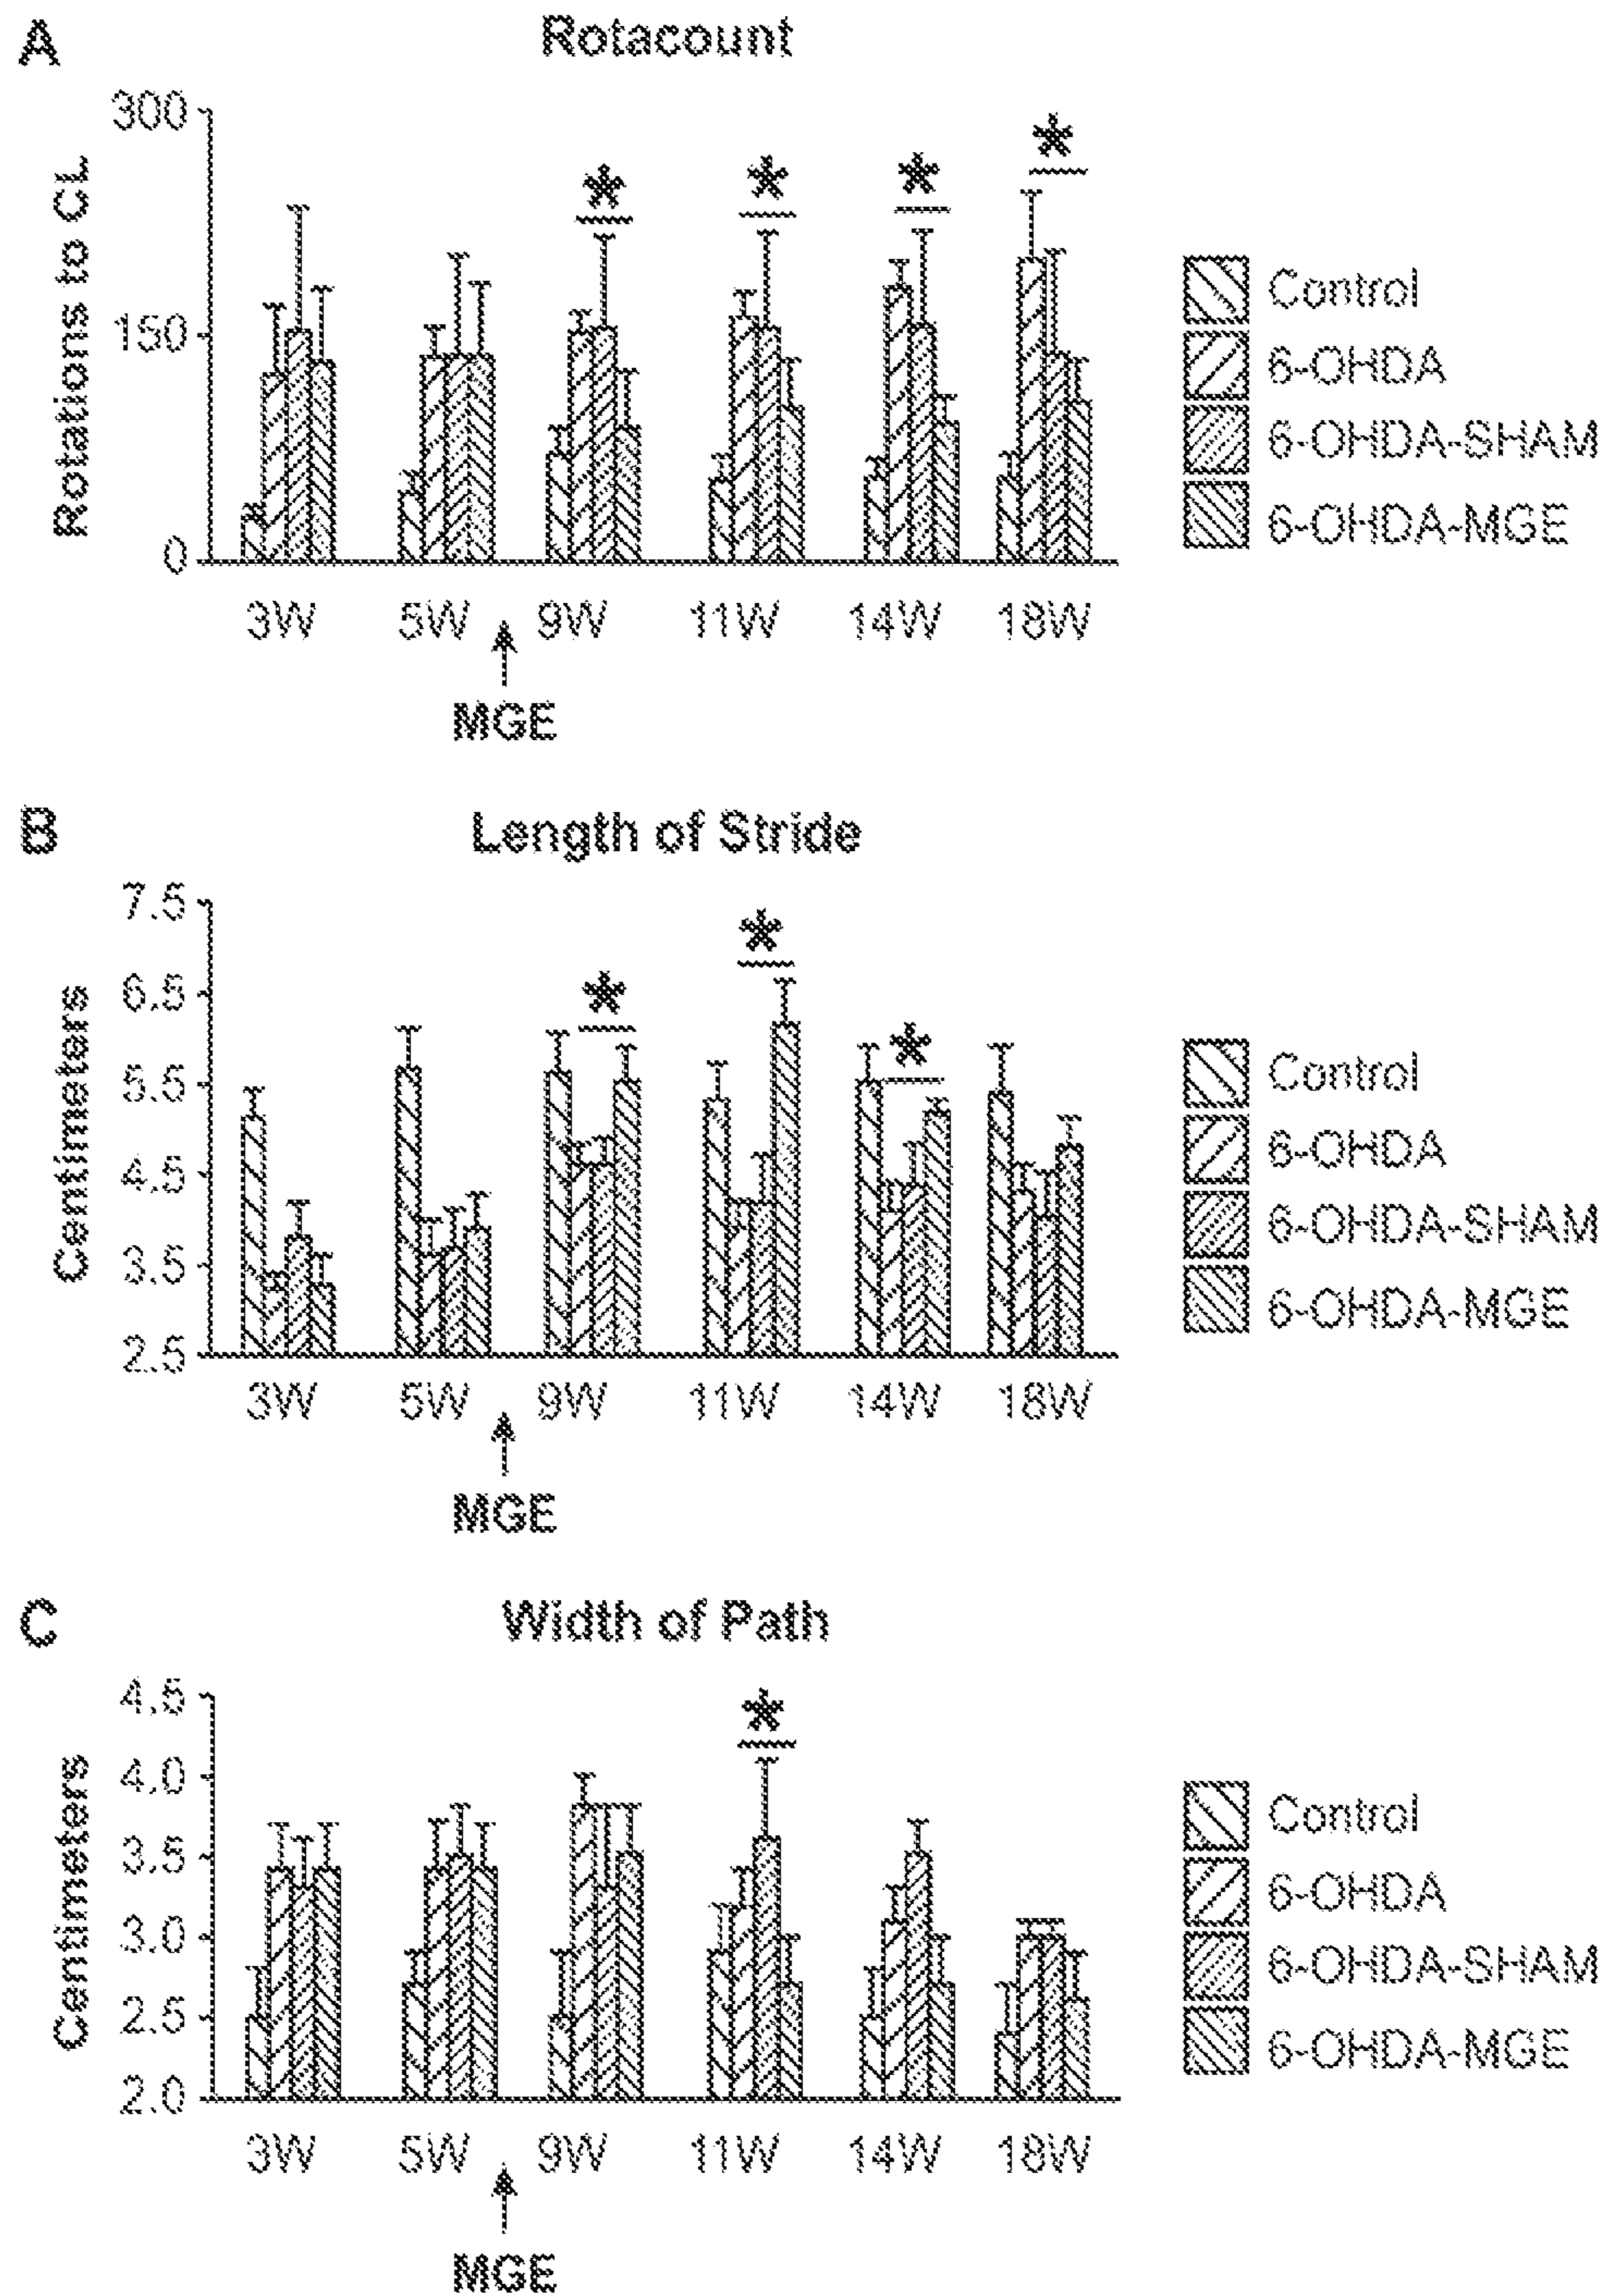 A
Rotacount
Rotations to CL
300
150
0
3W 5W 9W 11W 14W 18W
MGE
* * * *
Control
6-OHDA
6-OHDA-SHAM
6-OHDA-MGE
B
Length of Stride
Centimeters
7.5
6.5
5.5
4.5
3.5
2.5
3W 5W 9W 11W 14W 18W
MGE
* * *
Control
6-OHDA
6-OHDA-SHAM
6-OHDA-MGE
C
Width of Path
Centimeters
4.5
4.0
3.5
3.0
2.5
2.0
3W 5W 9W 11W 14W 18W
MGE
*
Control
6-OHDA
6-OHDA-SHAM
6-OHDA-MGE